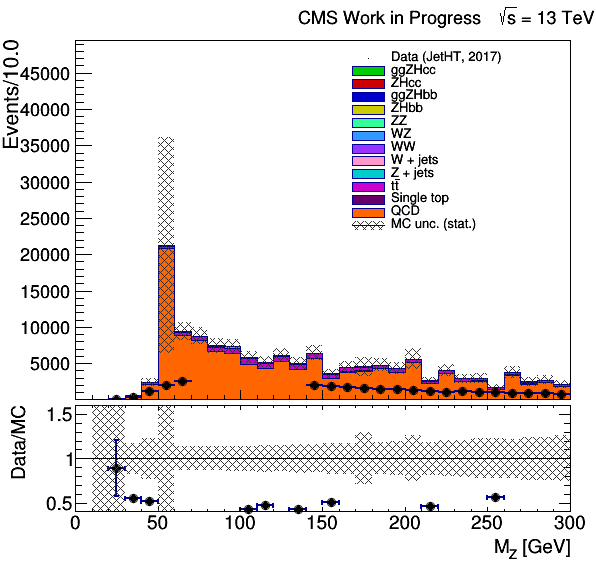 CMS Work in Progress √s = 13 TeV
Events/10.0
45000
40000
35000
30000
25000
20000
15000
10000
5000
Data (JetHT, 2017)
ggZHcc
ZHcc
ggZHbb
ZHbb
ZZ
WZ
WW
W + jets
Z + jets
tt̄
Single top
QCD
MC unc. (stat.)
Data/MC
1.5
1
0.5
0 50 100 150 200 250 300
M_Z [GeV]